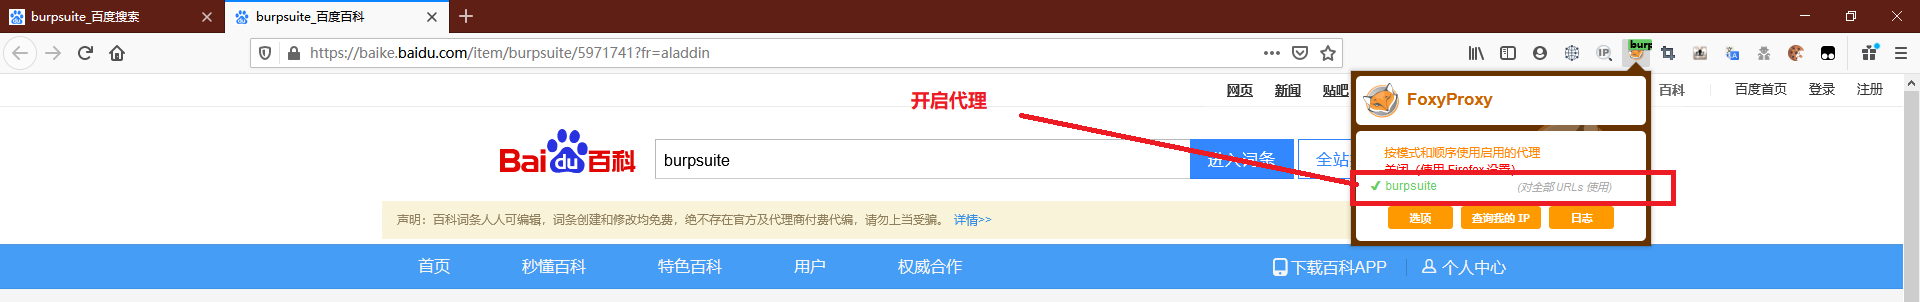 burpsuite_百度搜索
burpsuite_百度百科
https://baike.baidu.com/item/burpsuite/5971741?fr=aladdin
IP
burp
网页 新闻 贴吧 百科 百度首页 登录 注册
FoxyProxy
开启代理
Bai du 百科
burpsuite
进入词条
全站
按模式和顺序使用启用的代理
关闭 (使用 Firefox 设置)
burpsuite (对全部 URLs 使用)
选项 查询我的 IP 日志
声明：百科词条人人可编辑，词条创建和修改均免费，绝不存在官方及代理商付费代编，请勿上当受骗。 详情>>
首页 秒懂百科 特色百科 用户 权威合作 下载百科APP 个人中心